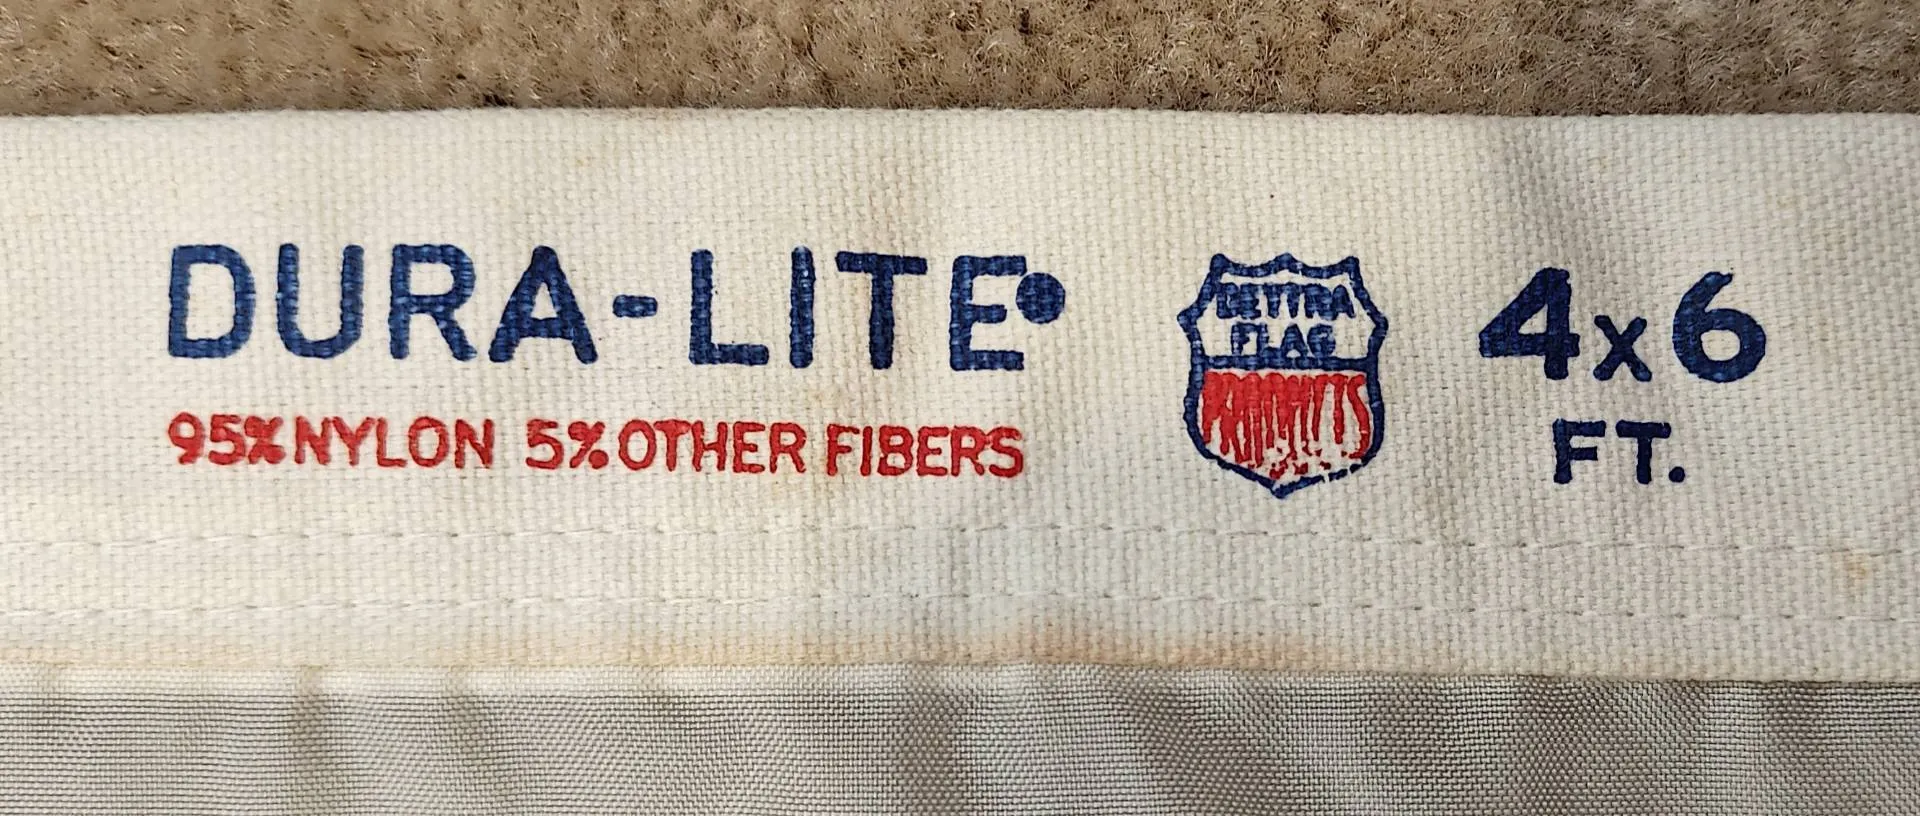 DURA-LITE®
95% NYLON 5% OTHER FIBERS
DETTRA
FLAG
PRODUCTS
4x6
FT.